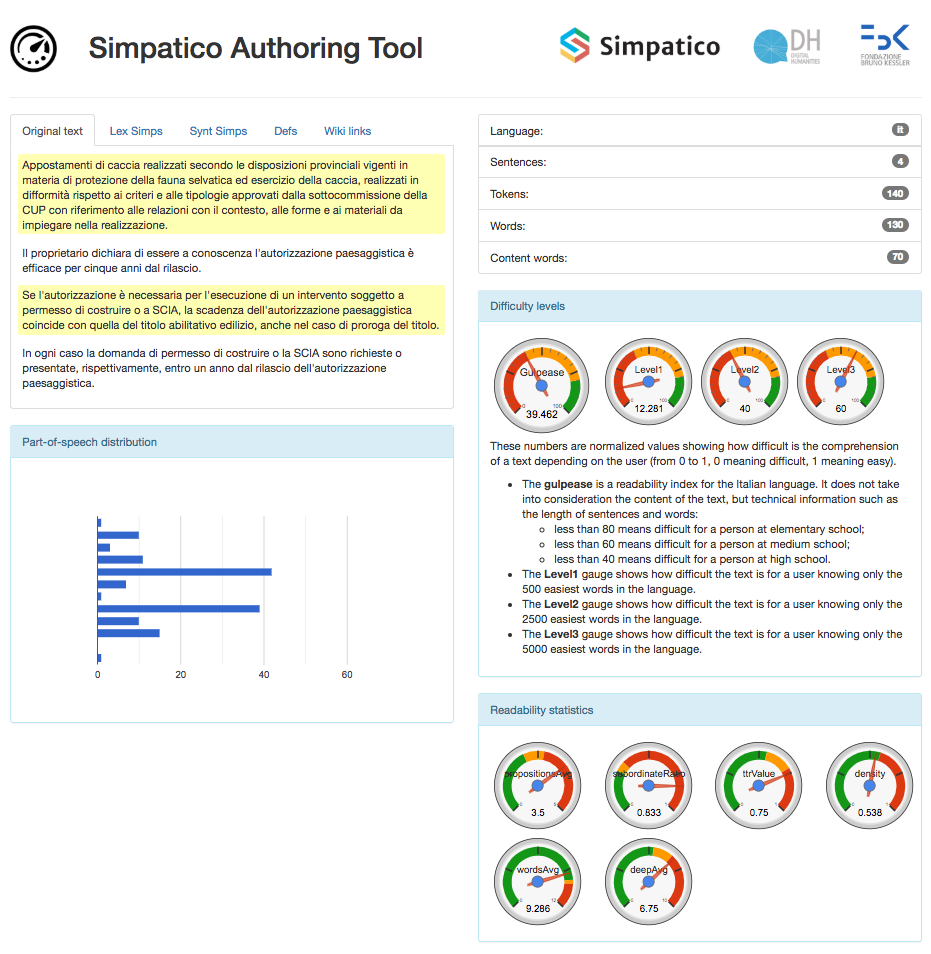 Simpatico Authoring Tool
Simpatico
DH
DIGITAL
HUMANITIES
FBK
FONDAZIONE
BRUNO KESSLER
Original text
Lex Simps
Synt Simps
Defs
Wiki links
Appostamenti di caccia realizzati secondo le disposizioni provinciali vigenti in
materia di protezione della fauna selvatica ed esercizio della caccia, realizzati in
difformità rispetto ai criteri e alle tipologie approvati dalla sottocommissione della
CUP con riferimento alle relazioni con il contesto, alle forme e ai materiali da
impiegare nella realizzazione.
Il proprietario dichiara di essere a conoscenza l'autorizzazione paesaggistica è
efficace per cinque anni dal rilascio.
Se l'autorizzazione è necessaria per l'esecuzione di un intervento soggetto a
permesso di costruire o a SCIA, la scadenza dell'autorizzazione paesaggistica
coincide con quella del titolo abilitativo edilizio, anche nel caso di proroga del titolo.
In ogni caso la domanda di permesso di costruire o la SCIA sono richieste o
presentate, rispettivamente, entro un anno dal rilascio dell'autorizzazione
paesaggistica.
Part-of-speech distribution
0 20 40 60
Language: it
Sentences: 4
Tokens: 140
Words: 130
Content words: 70
Difficulty levels
Gulpease
0 100
39.462
Level1
0 100
12.281
Level2
0 100
40
Level3
0 100
60
These numbers are normalized values showing how difficult is the comprehension
of a text depending on the user (from 0 to 1, 0 meaning difficult, 1 meaning easy).
The gulpease is a readability index for the Italian language. It does not take
into consideration the content of the text, but technical information such as
the length of sentences and words:
less than 80 means difficult for a person at elementary school;
less than 60 means difficult for a person at medium school;
less than 40 means difficult for a person at high school.
The Level1 gauge shows how difficult the text is for a user knowing only the
500 easiest words in the language.
The Level2 gauge shows how difficult the text is for a user knowing only the
2500 easiest words in the language.
The Level3 gauge shows how difficult the text is for a user knowing only the
5000 easiest words in the language.
Readability statistics
propositionsAvg
3.5
subordinateRatio
0.833
ttrValue
0.75
density
0.538
wordsAvg
9.286
deepAvg
6.75